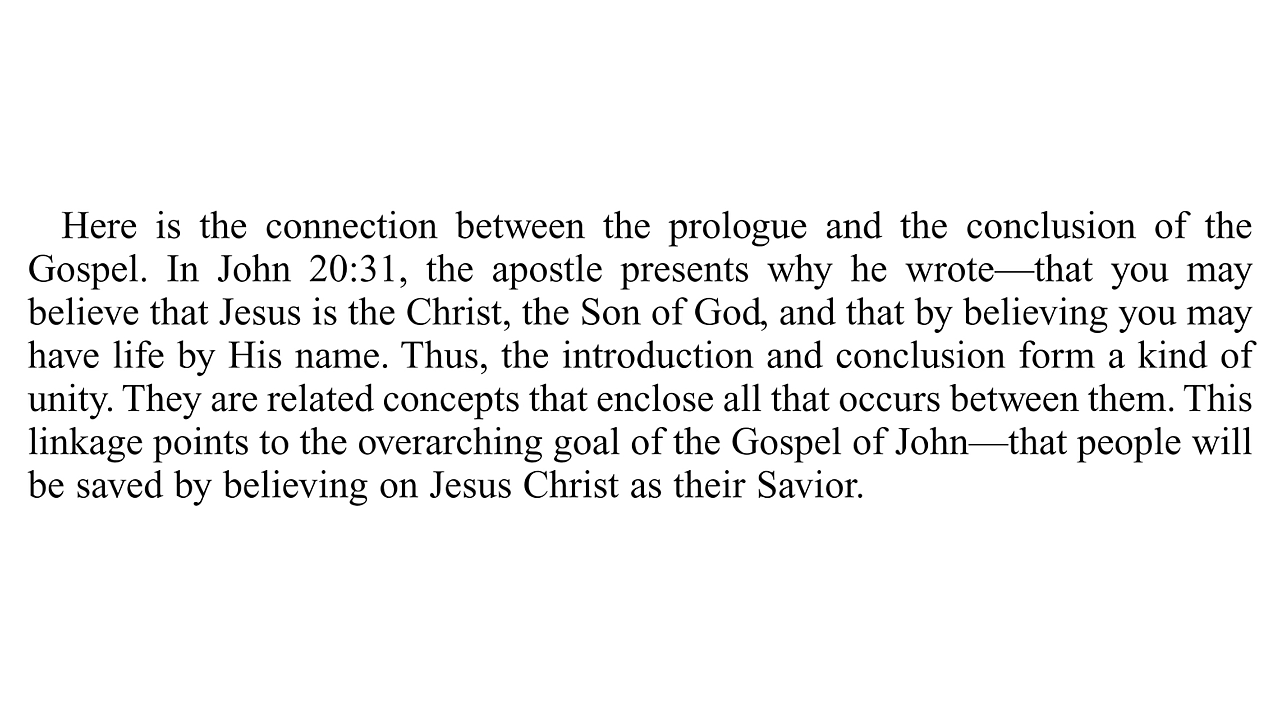 Here is the connection between the prologue and the conclusion of the
Gospel. In John 20:31, the apostle presents why he wrote—that you may
believe that Jesus is the Christ, the Son of God, and that by believing you may
have life by His name. Thus, the introduction and conclusion form a kind of
unity. They are related concepts that enclose all that occurs between them. This
linkage points to the overarching goal of the Gospel of John—that people will
be saved by believing on Jesus Christ as their Savior.